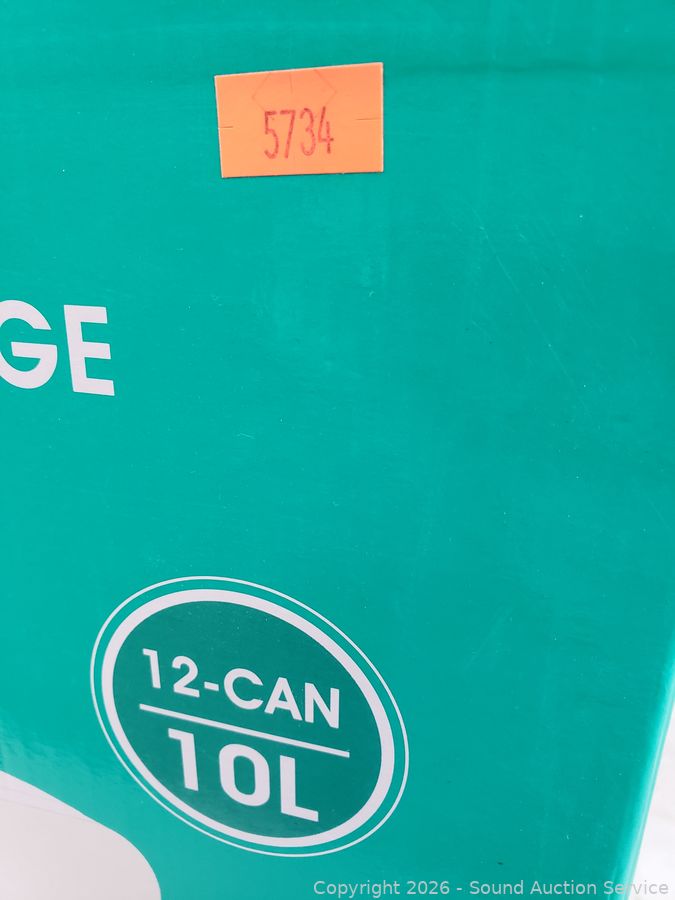 5734
GE
12-CAN
10L
Copyright 2026 - Sound Auction Service